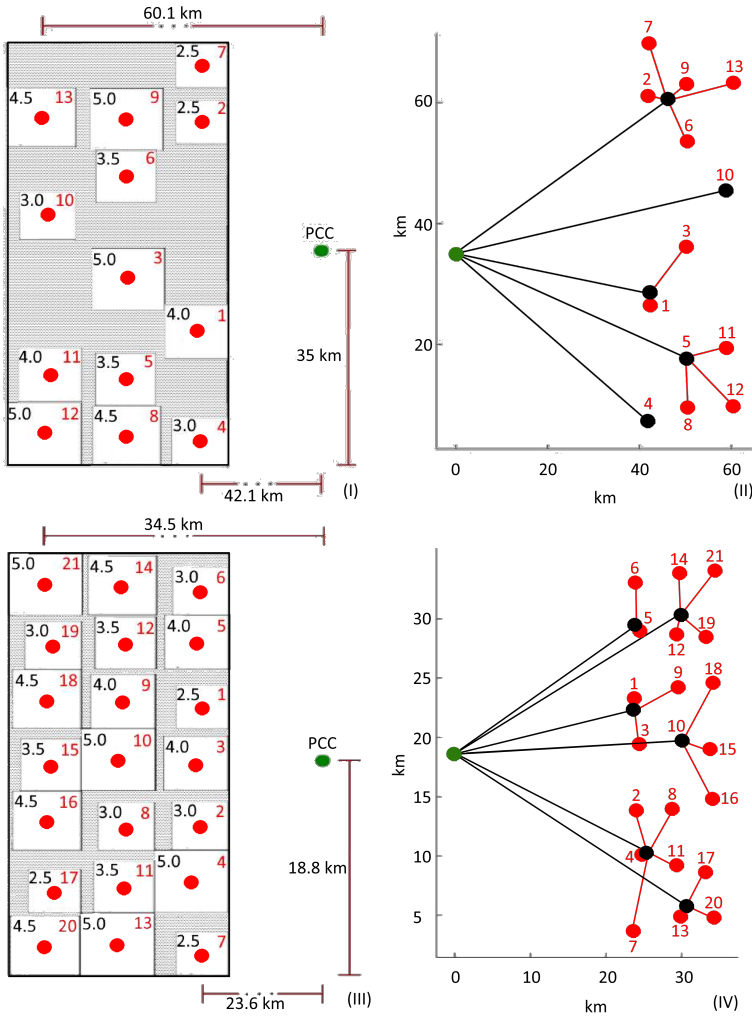 60.1 km
2.5 7
4.5 13 5.0 9 2.5 2
3.5 6
3.0 10
PCC
5.0 3
4.0 1
35 km
4.0 11 3.5 5
5.0 12 4.5 8 3.0 4
42.1 km
(I)
7
9 13
2
60
6
10
40
km
3
1
20
5 11
12
4
8
0 20 40 60
km
(II)
34.5 km
5.0 21 4.5 14 3.0 6
3.0 19 3.5 12 4.0 5
4.5 18 4.0 9 2.5 1
PCC
3.5 15 5.0 10 4.0 3
4.5 16 3.0 8 3.0 2
18.8 km
2.5 17 3.5 11 5.0 4
4.5 20 5.0 13 2.5 7
23.6 km
(III)
6 14 21
30
5 19
12
25
1 9 18
20
3 10
15
km
15
16
2 8
10
4 11 17
5
20
13
7
0 10 20 30
km
(IV)